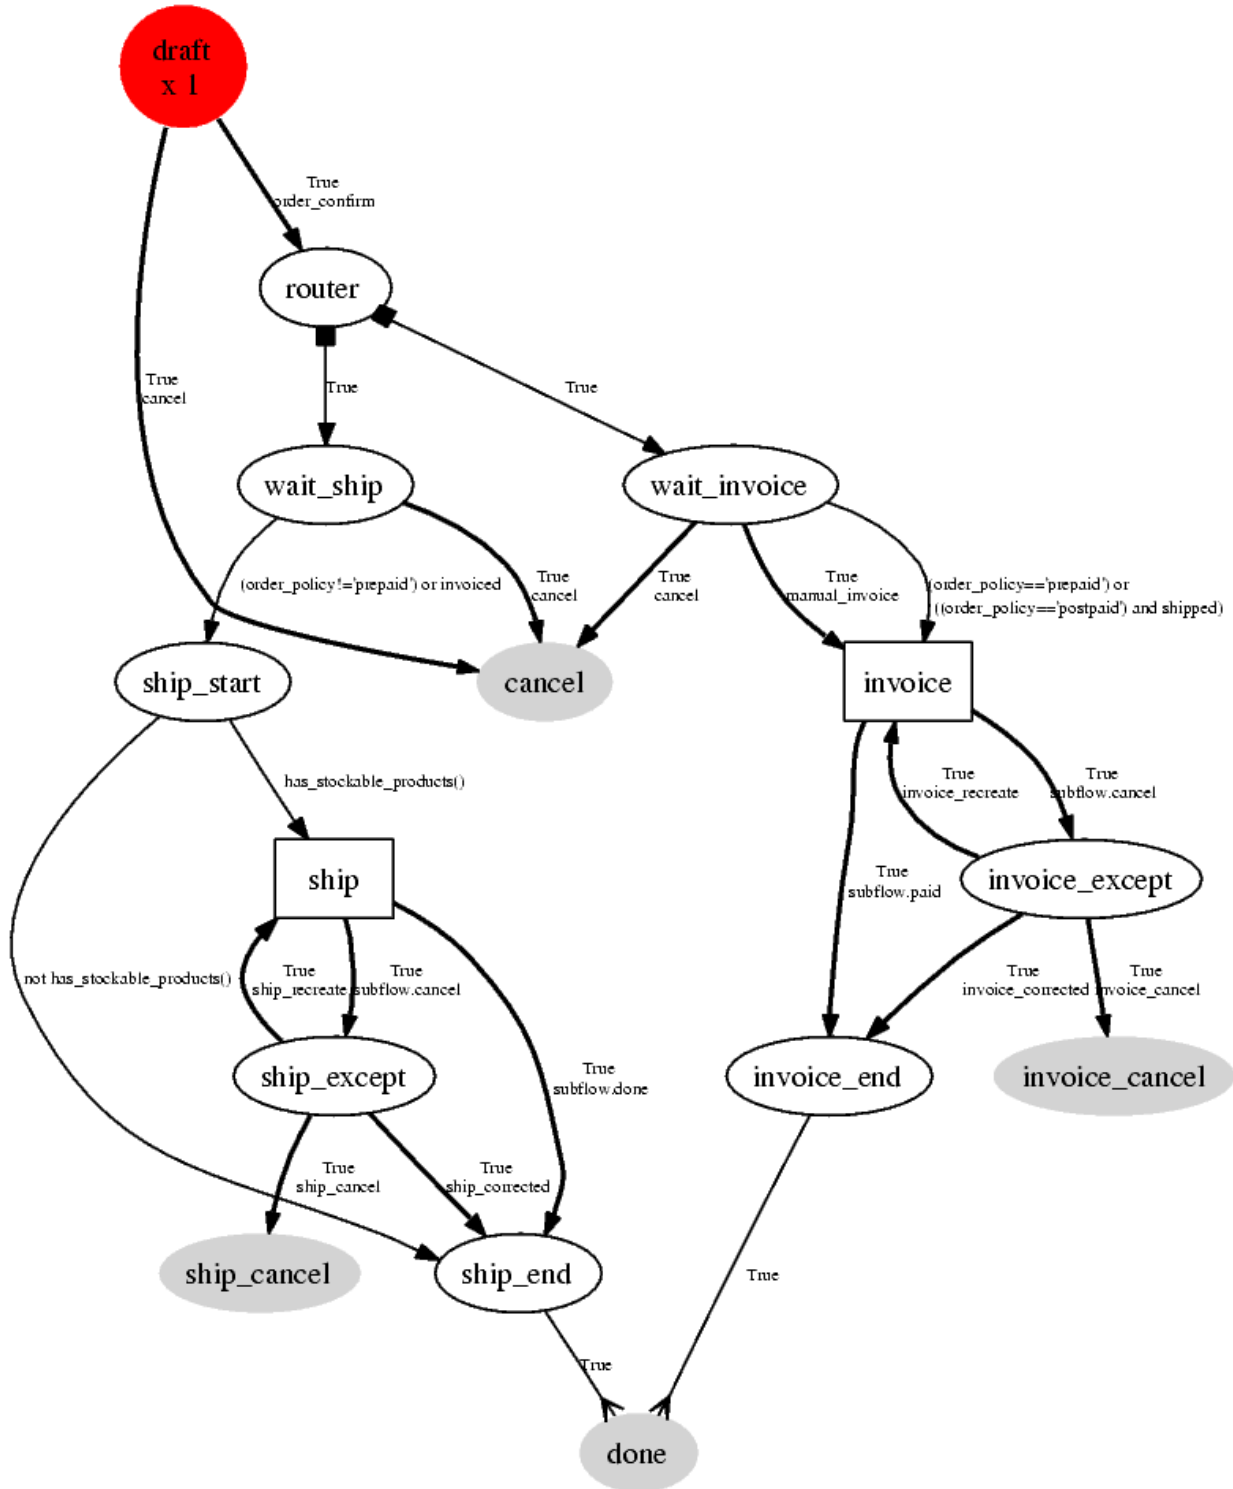 draft
x 1
True
order_confirm
router
True
cancel
True
True
wait_ship
wait_invoice
(order_policy!='prepaid') or invoiced
True
cancel
True
cancel
True
manual_invoice
(order_policy=='prepaid') or
((order_policy=='postpaid') and shipped)
ship_start
cancel
invoice
has_stockable_products()
True
invoice_recreate
True
subflow.cancel
ship
True
subflow.paid
invoice_except
not has_stockable_products()
True
ship_recreate
True
subflow.cancel
True
invoice_corrected
True
invoice_cancel
ship_except
True
subflow.done
invoice_end
invoice_cancel
True
ship_cancel
True
ship_corrected
ship_cancel
ship_end
True
True
done